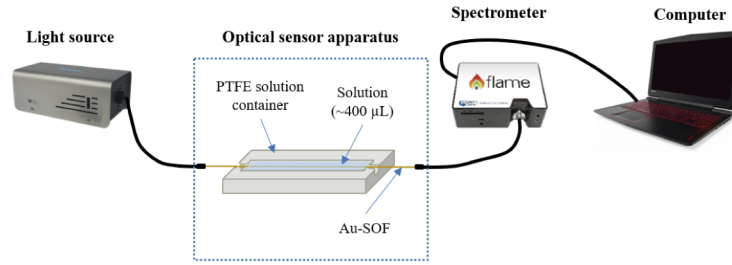 Spectrometer
Computer
Light source
Optical sensor apparatus
PTFE solution
container
Solution
(~400 µL)
flame
Au-SOF